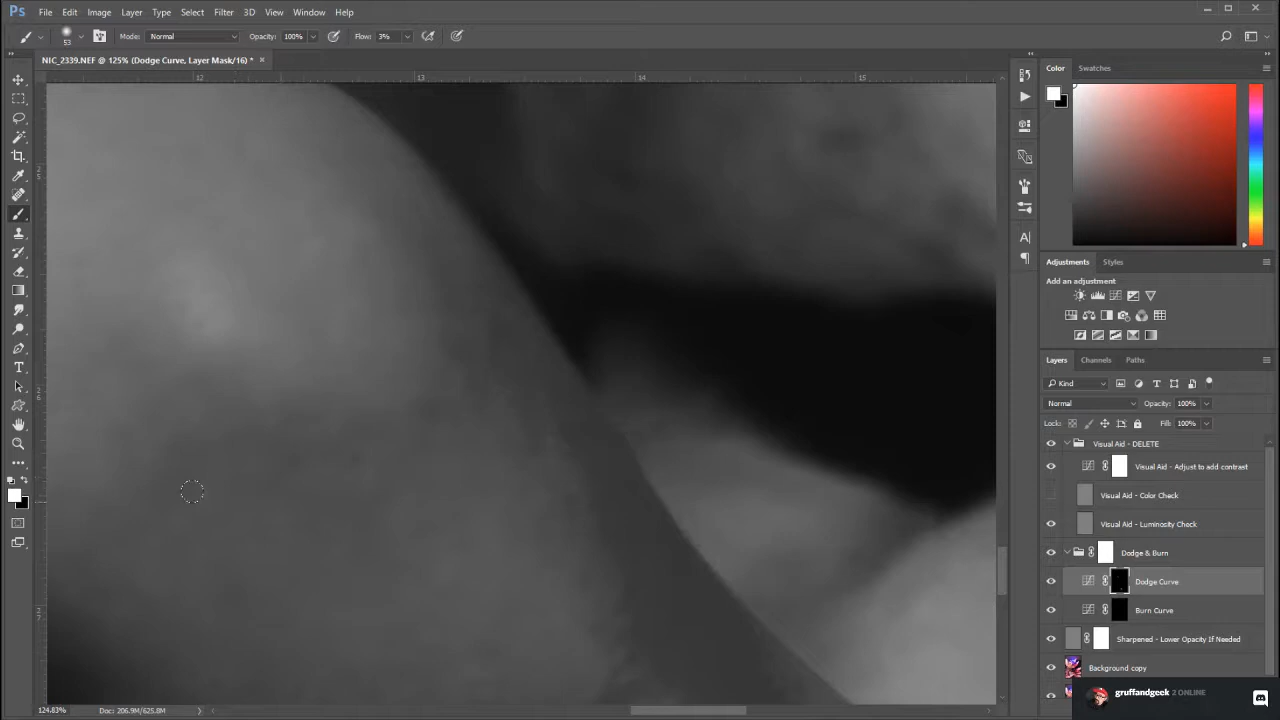 Ps File Edit Image Layer Type Select Filter 3D View Window Help
53 Mode: Normal Opacity: 100% Flow: 3%
NIC_2339.NEF @ 125% (Dodge Curve, Layer Mask/16) *
12 13 14 15
25
26
27
Color Swatches
Adjustments Styles
Add an adjustment
Layers Channels Paths
Kind
Normal Opacity: 100%
Locks: Fill: 100%
Visual Aid - DELETE
Visual Aid - Adjust to add contrast
Visual Aid - Color Check
Visual Aid - Luminosity Check
Dodge & Burn
Dodge Curve
Burn Curve
Sharpened - Lower Opacity If Needed
Background copy
gruffandgeek 2 ONLINE
124.83% Doc: 206.9M/625.8M